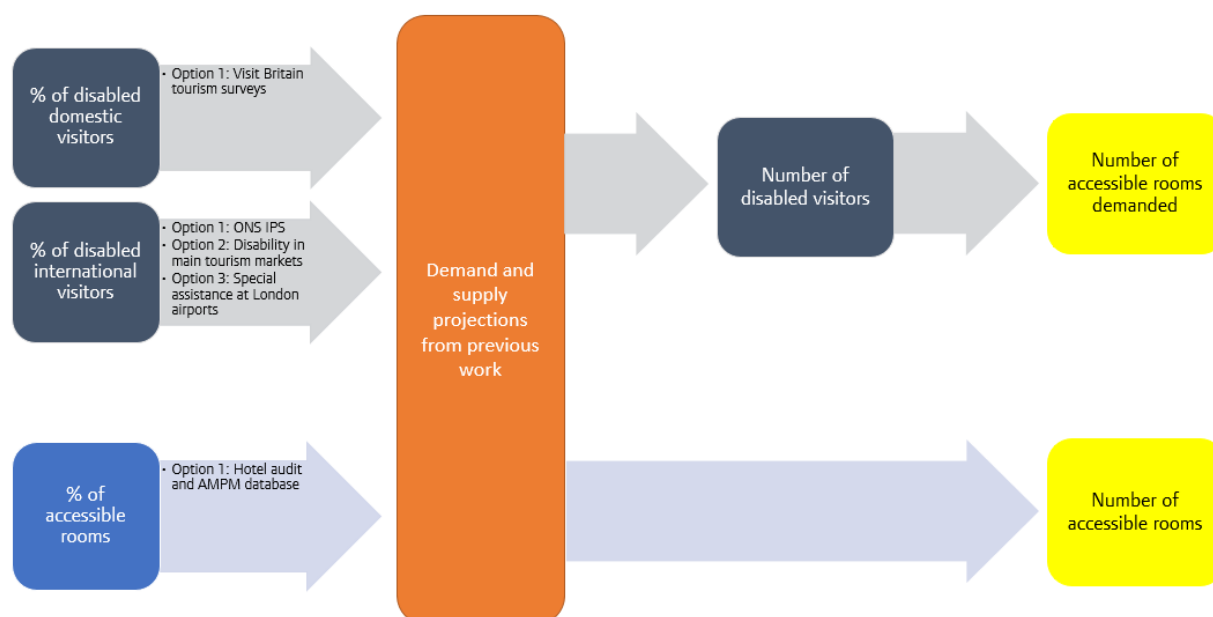 % of disabled
domestic
visitors
• Option 1: Visit Britain
tourism surveys
% of disabled
international
visitors
• Option 1: ONS IPS
• Option 2: Disability in
main tourism markets
• Option 3: Special
assistance at London
airports
Demand and
supply
projections
from previous
work
Number of
disabled visitors
Number of
accessible rooms
demanded
% of
accessible
rooms
• Option 1: Hotel audit
and AMPM database
Number of
accessible rooms